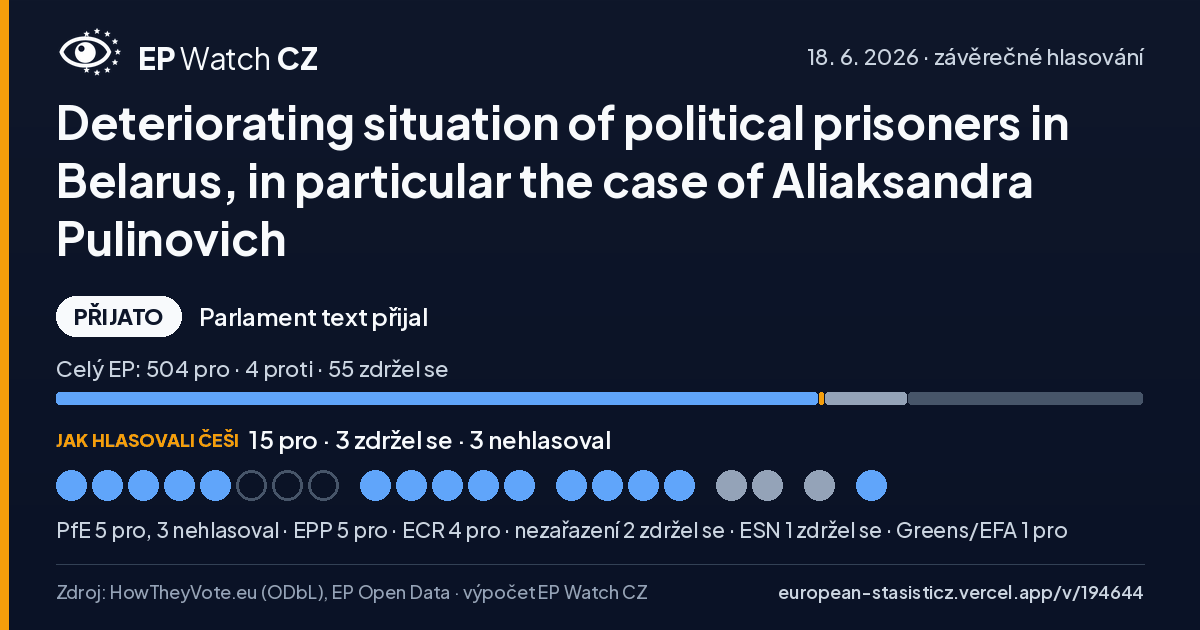 EP Watch CZ
18. 6. 2026 · závěrečné hlasování
Deteriorating situation of political prisoners in
Belarus, in particular the case of Aliaksandra
Pulinovich
PŘIJATO Parlament text přijal
Celý EP: 504 pro · 4 proti · 55 zdržel se
JAK HLASOVALI ČEŠI 15 pro · 3 zdržel se · 3 nehlasoval
PfE 5 pro, 3 nehlasoval · EPP 5 pro · ECR 4 pro · nezařazení 2 zdržel se · ESN 1 zdržel se · Greens/EFA 1 pro
Zdroj: HowTheyVote.eu (ODbL), EP Open Data · výpočet EP Watch CZ
european-stasisticz.vercel.app/v/194644